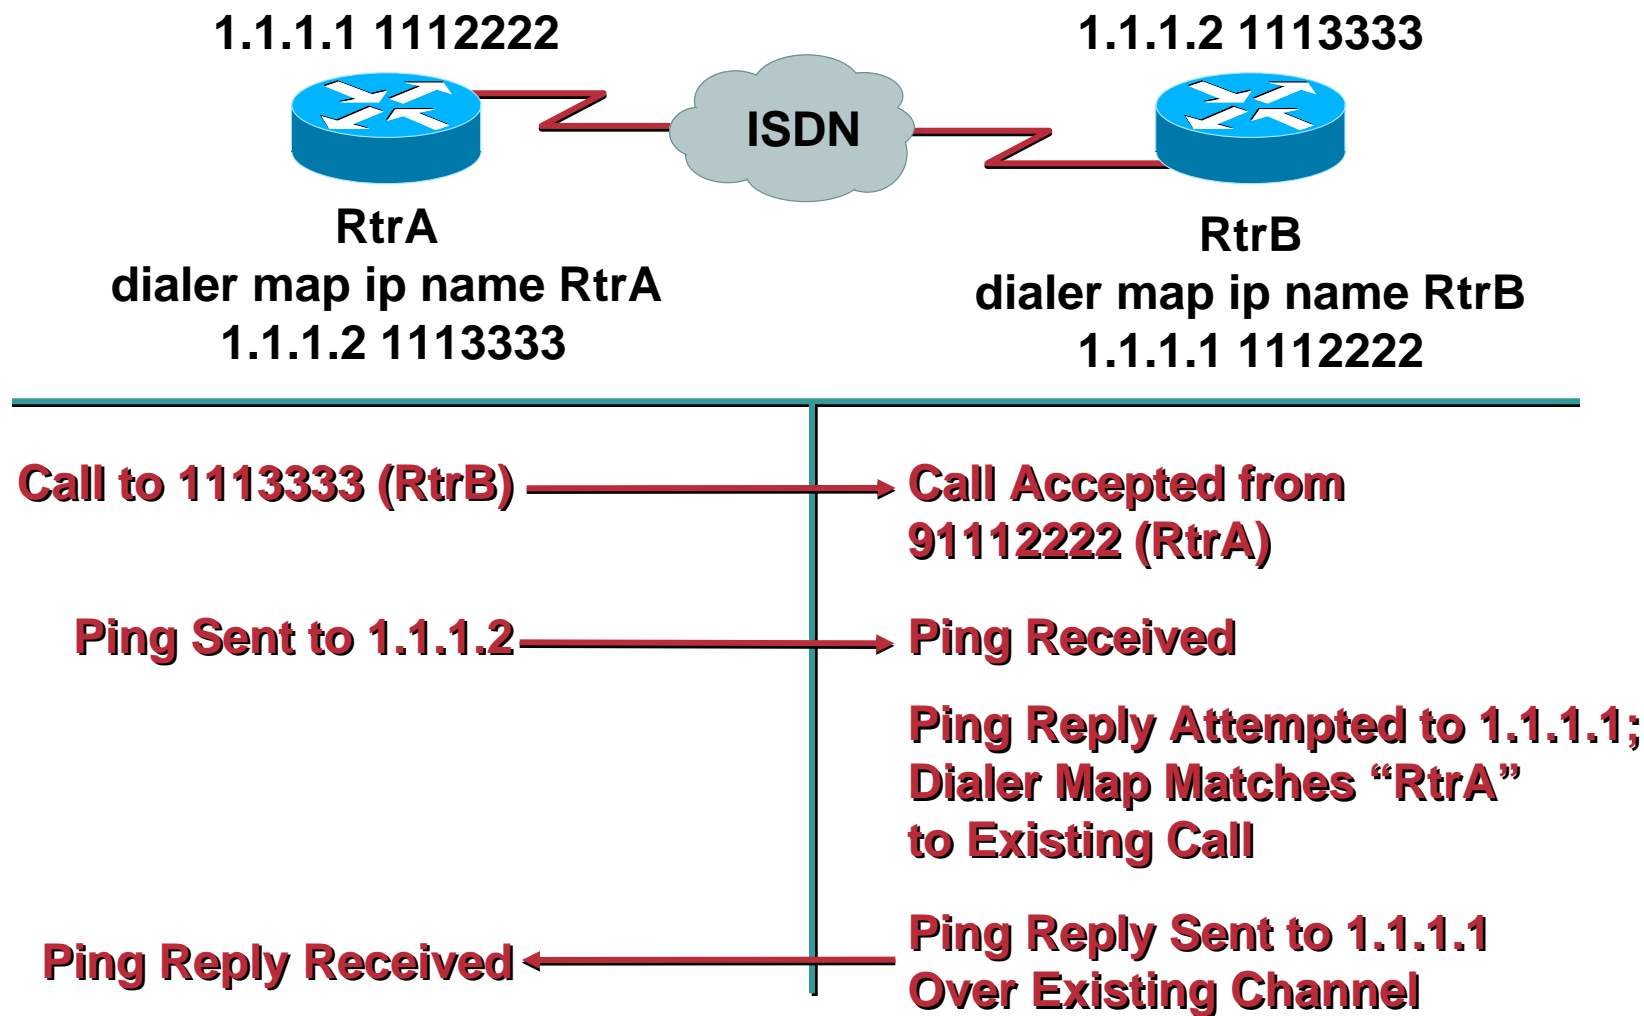 1.1.1.1 1112222
1.1.1.2 1113333
ISDN
RtrA
dialer map ip name RtrA
1.1.1.2 1113333
RtrB
dialer map ip name RtrB
1.1.1.1 1112222
Call to 1113333 (RtrB)
Call Accepted from
91112222 (RtrA)
Ping Sent to 1.1.1.2
Ping Received
Ping Reply Attempted to 1.1.1.1;
Dialer Map Matches “RtrA”
to Existing Call
Ping Reply Received
Ping Reply Sent to 1.1.1.1
Over Existing Channel